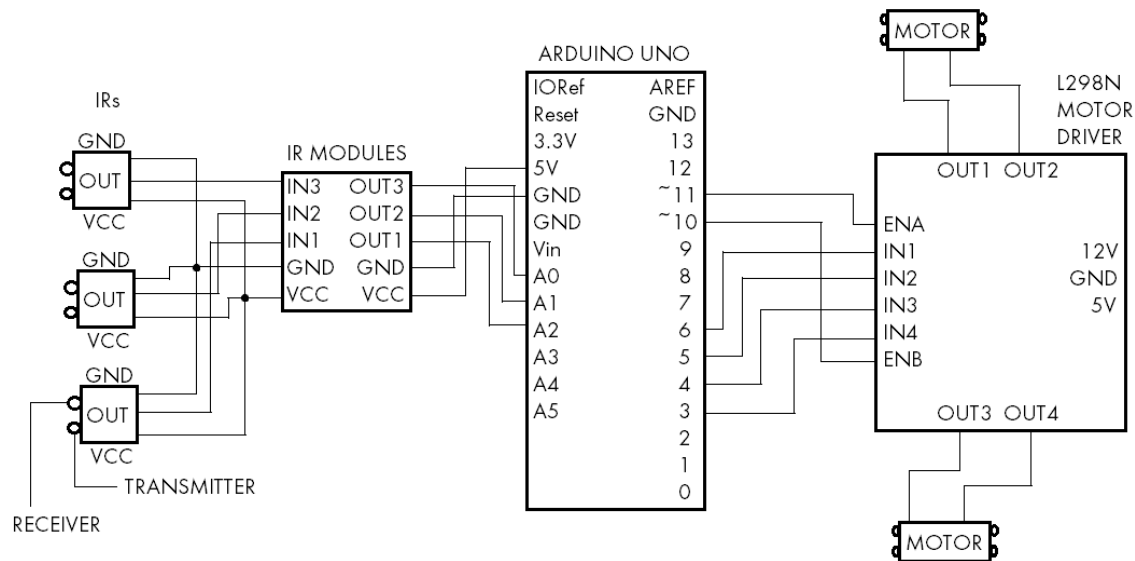 MOTOR
ARDUINO UNO
L298N
MOTOR
DRIVER
IRs
IORef AREF
Reset GND
3.3V 13
5V 12
GND ~11
GND ~10
Vin 9
A0 8
A1 7
A2 6
A3 5
A4 4
A5 3
2
1
0
GND
OUT
VCC
GND
OUT
VCC
GND
OUT
VCC
TRANSMITTER
RECEIVER
IR MODULES
IN3 OUT3
IN2 OUT2
IN1 OUT1
GND GND
VCC VCC
OUT1 OUT2
ENA
IN1 12V
IN2 GND
IN3 5V
IN4
ENB
OUT3 OUT4
MOTOR